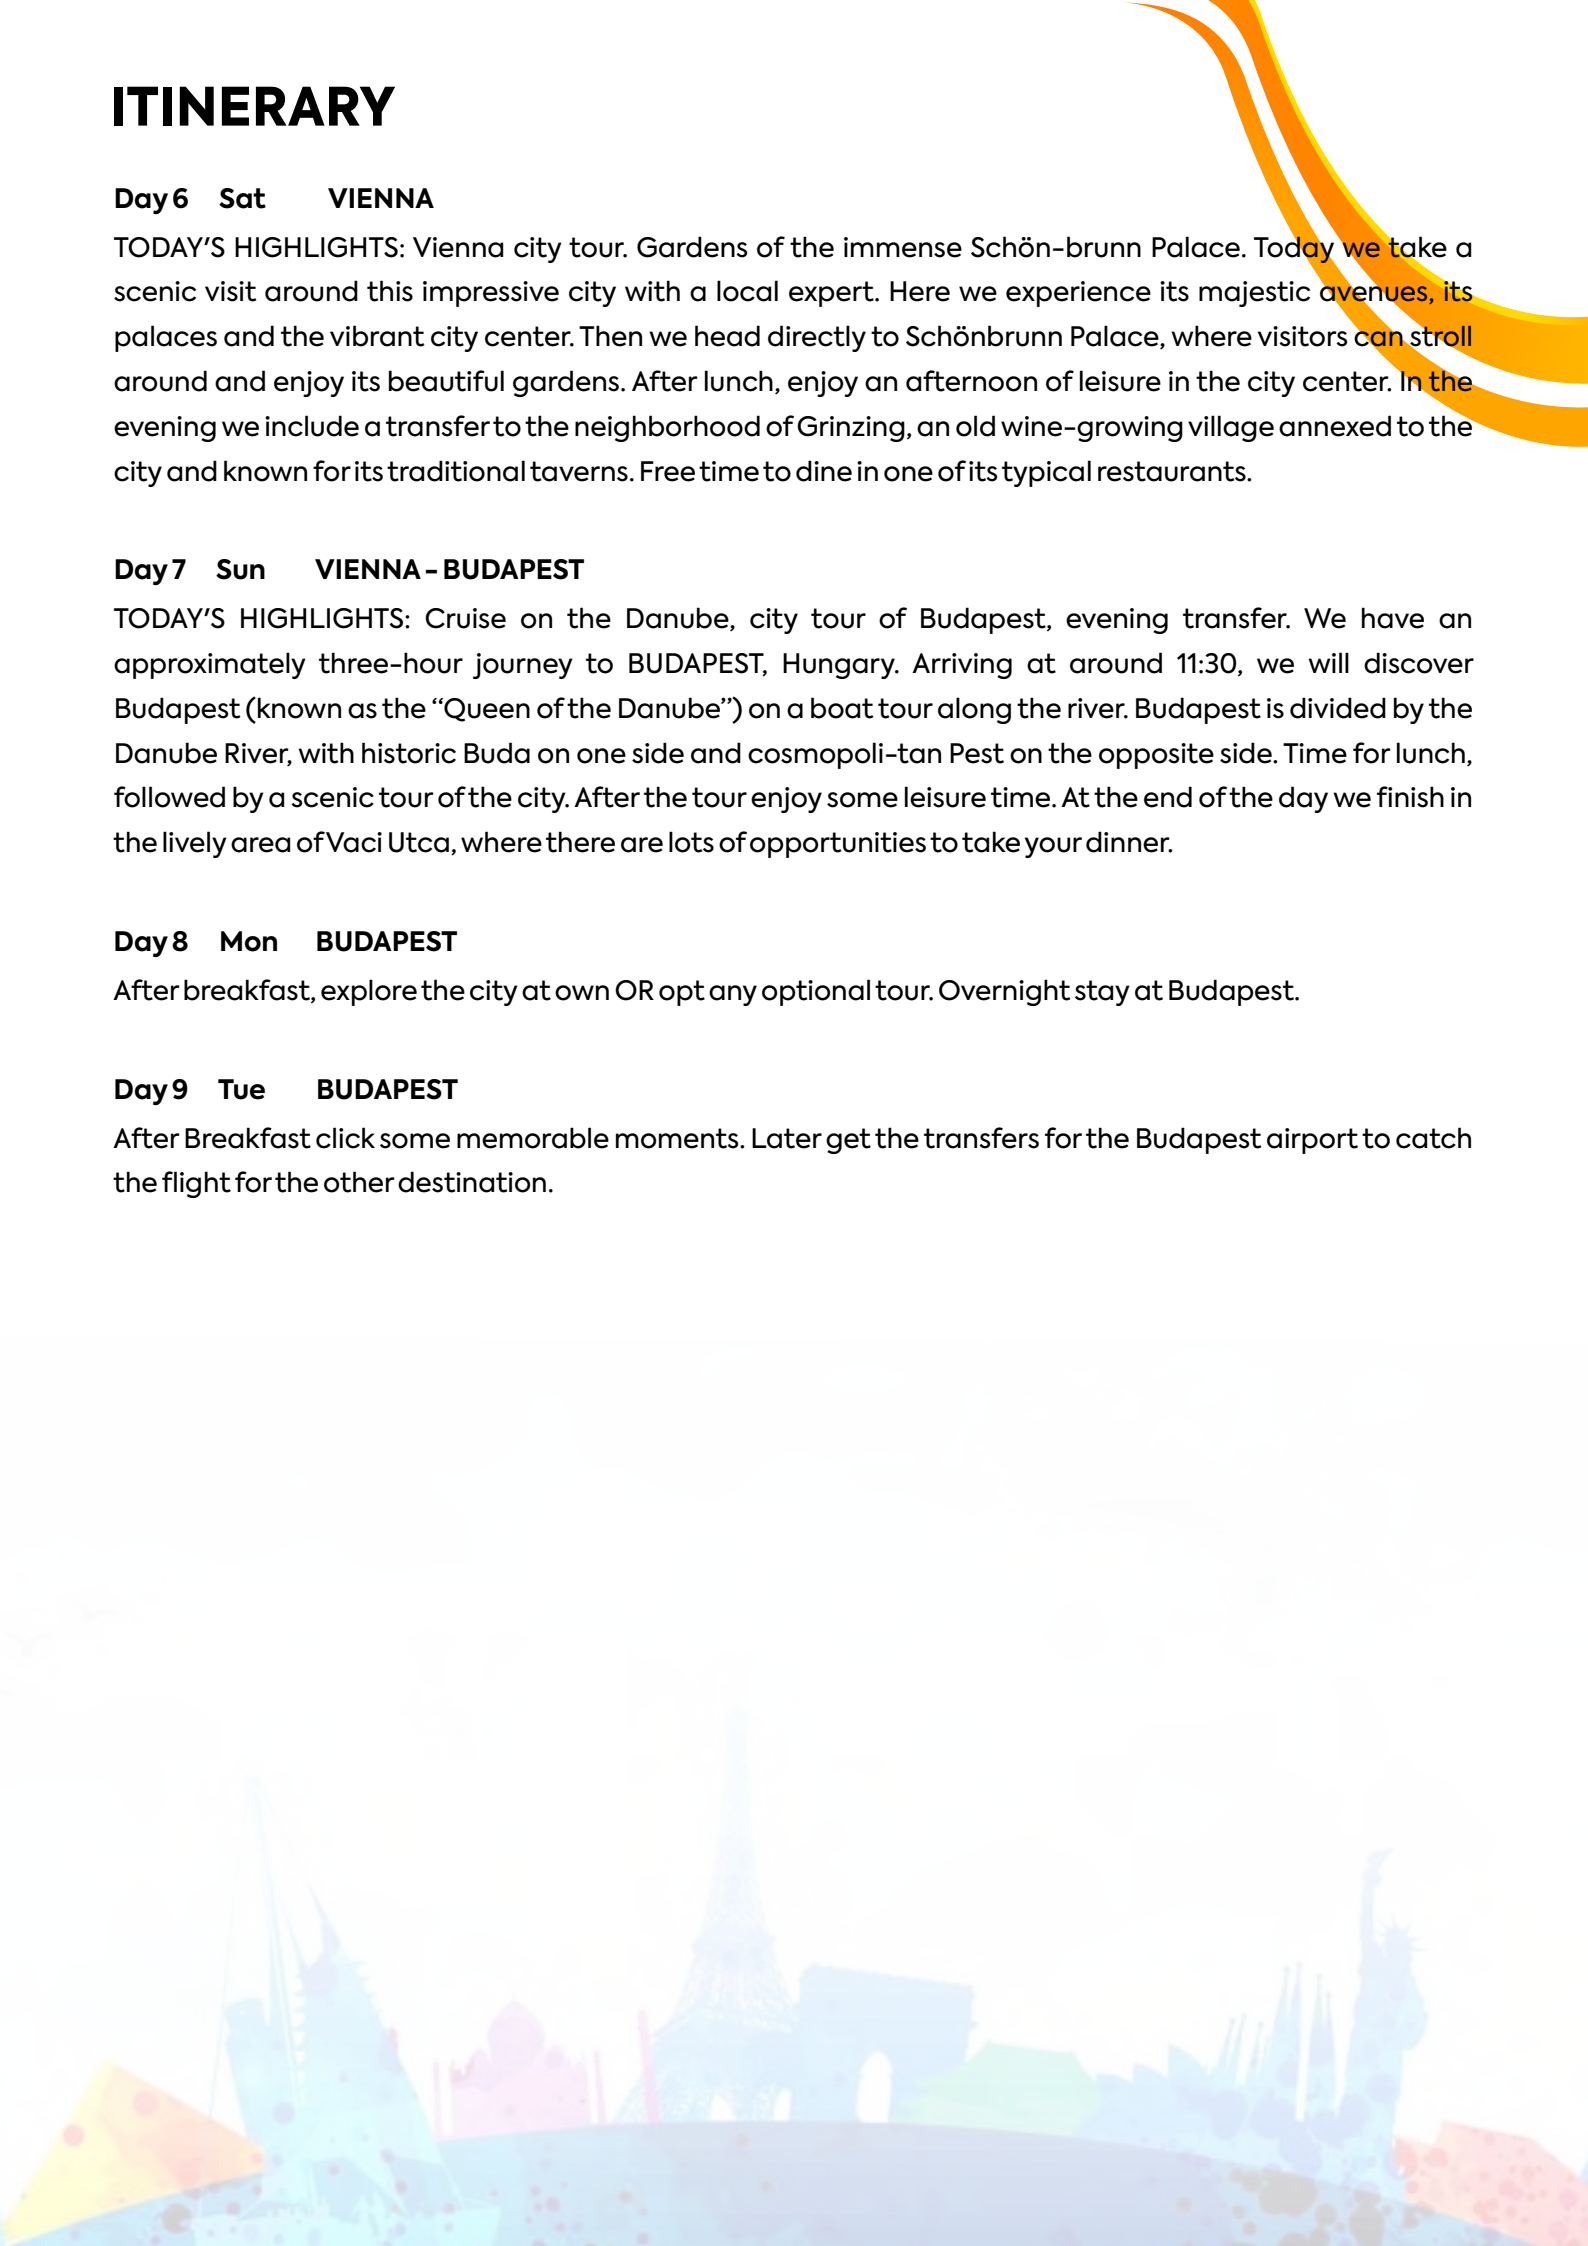 ITINERARY
Day 6 Sat VIENNA
TODAY'S HIGHLIGHTS: Vienna city tour. Gardens of the immense Schön-brunn Palace. Today we take a
scenic visit around this impressive city with a local expert. Here we experience its majestic avenues, its
palaces and the vibrant city center. Then we head directly to Schönbrunn Palace, where visitors can stroll
around and enjoy its beautiful gardens. After lunch, enjoy an afternoon of leisure in the city center. In the
evening we include a transfer to the neighborhood of Grinzing, an old wine-growing village annexed to the
city and known for its traditional taverns. Free time to dine in one of its typical restaurants.
Day 7 Sun VIENNA - BUDAPEST
TODAY'S HIGHLIGHTS: Cruise on the Danube, city tour of Budapest, evening transfer. We have an
approximately three-hour journey to BUDAPEST, Hungary. Arriving at around 11:30, we will discover
Budapest (known as the “Queen of the Danube”) on a boat tour along the river. Budapest is divided by the
Danube River, with historic Buda on one side and cosmopoli-tan Pest on the opposite side. Time for lunch,
followed by a scenic tour of the city. After the tour enjoy some leisure time. At the end of the day we finish in
the lively area of Vaci Utca, where there are lots of opportunities to take your dinner.
Day 8 Mon BUDAPEST
After breakfast, explore the city at own OR opt any optional tour. Overnight stay at Budapest.
Day 9 Tue BUDAPEST
After Breakfast click some memorable moments. Later get the transfers for the Budapest airport to catch
the flight for the other destination.